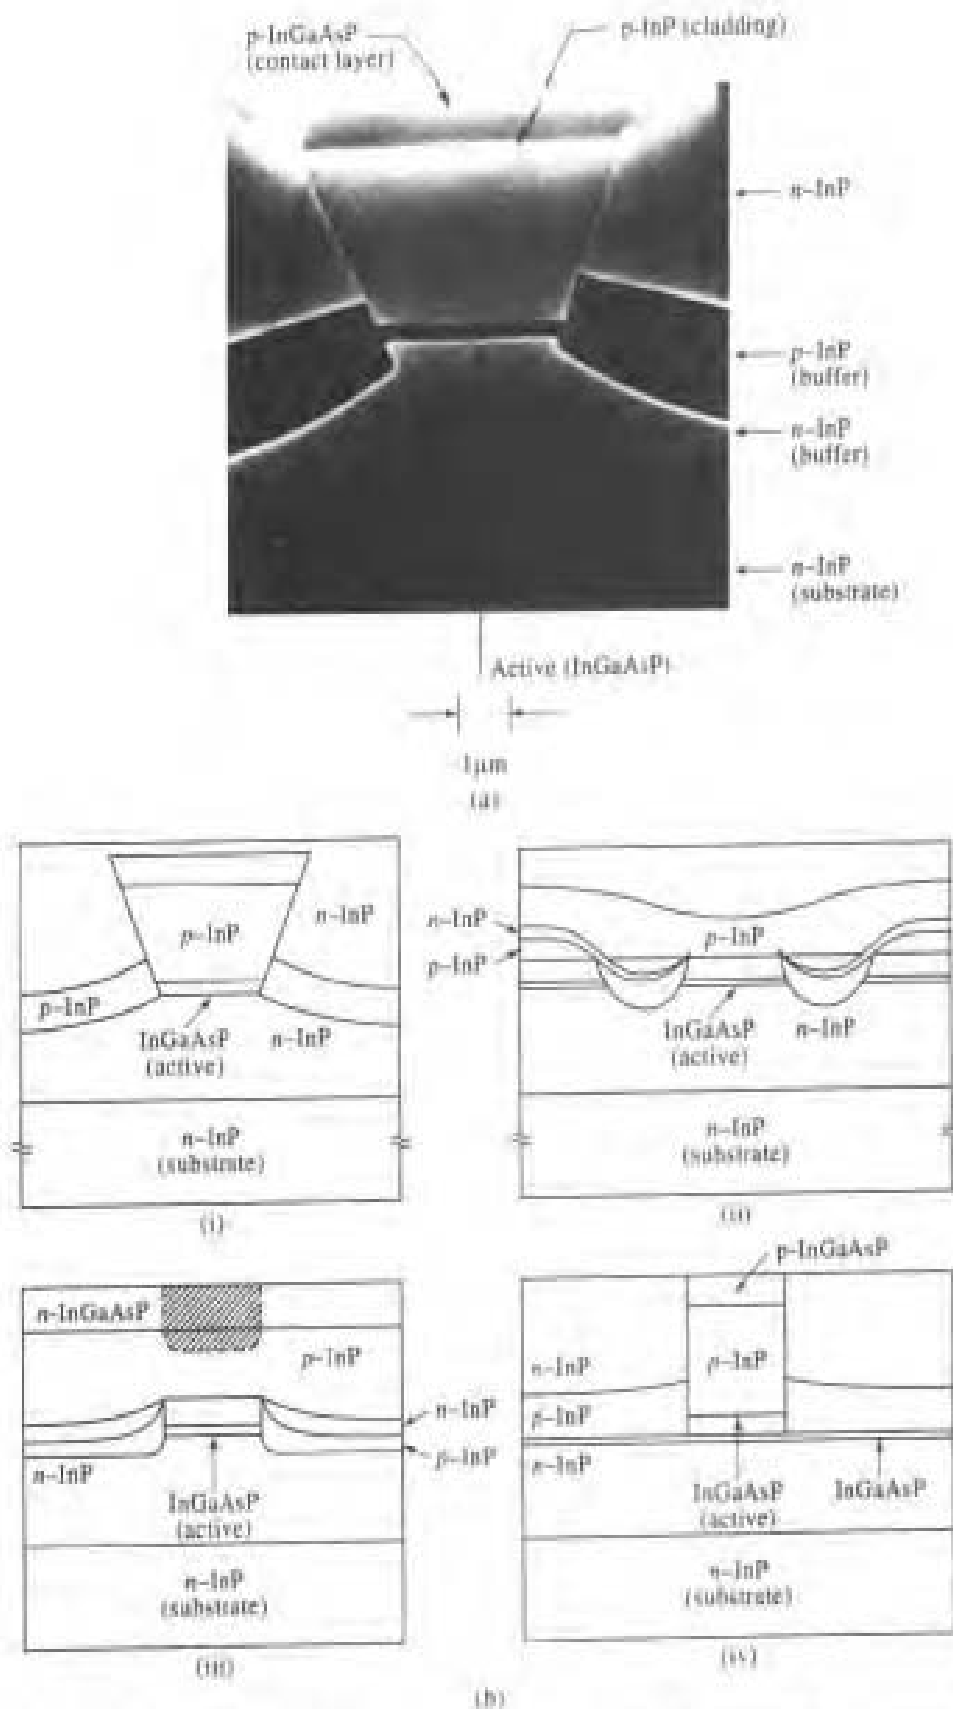 p-InGaAsP
(contact layer)
p-InP (cladding)
n-InP
p-InP
(buffer)
n-InP
(buffer)
n-InP
(substrate)
Active (InGaAsP)
1μm
(a)
p-InP
n-InP
p-InP
InGaAsP
(active)
n-InP
n-InP
(substrate)
(i)
n-InP
p-InP
p-InP
InGaAsP
(active)
n-InP
n-InP
(substrate)
(ii)
n-InGaAsP
p-InP
n-InP
p-InP
n-InP
InGaAsP
(active)
n-InP
(substrate)
(iii)
p-InGaAsP
n-InP
p-InP
p-InP
n-InP
InGaAsP
(active)
InGaAsP
n-InP
(substrate)
(iv)
(b)